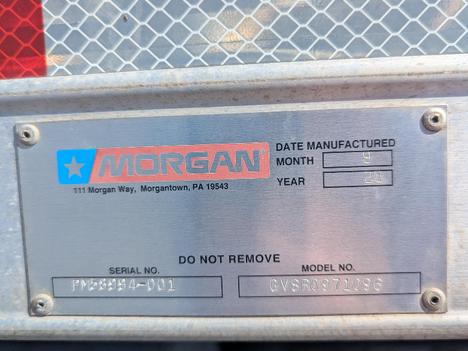 MORGAN
111 Morgan Way, Morgantown, PA 19543
DATE MANUFACTURED
MONTH 9
YEAR
DO NOT REMOVE
SERIAL NO.
MODEL NO.
GVSR0971096